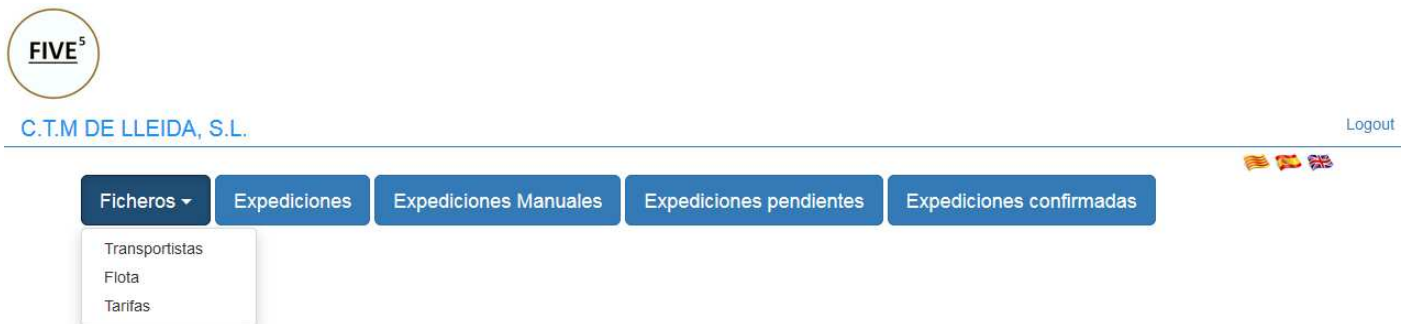 FIVE⁵
C.T.M DE LLEIDA, S.L.
Logout
Ficheros Expediciones Expediciones Manuales Expediciones pendientes Expediciones confirmadas
Transportistas
Flota
Tarifas